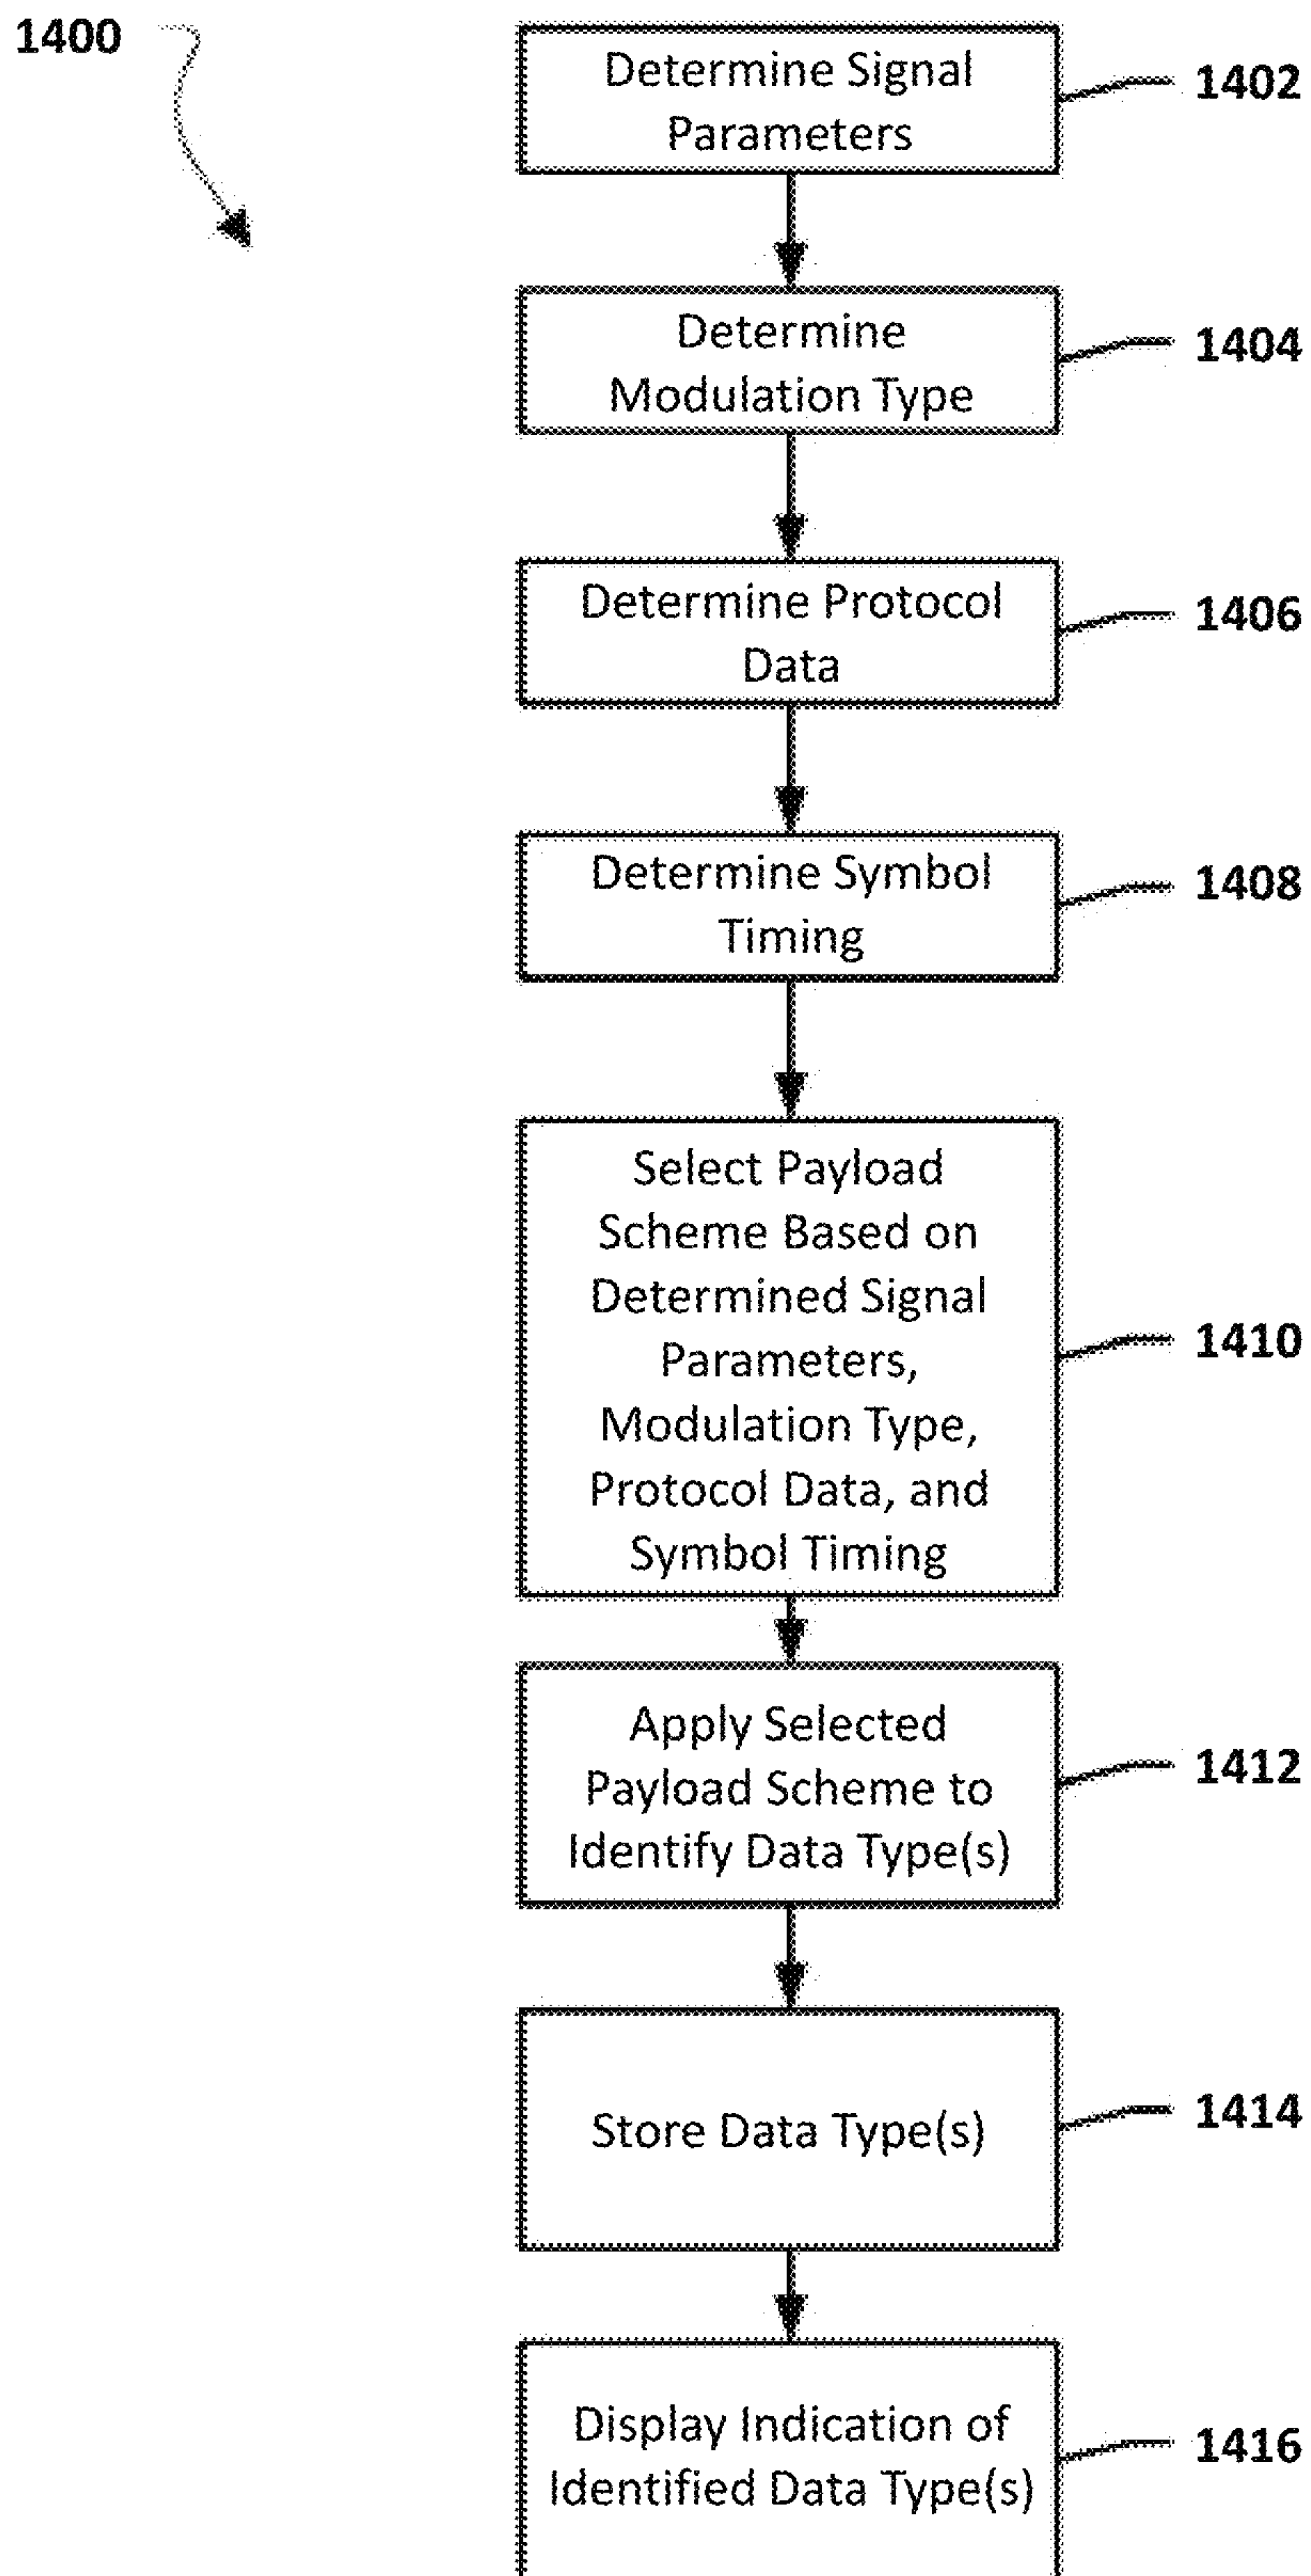 1400
Determine Signal
Parameters
1402
Determine
Modulation Type
1404
Determine Protocol
Data
1406
Determine Symbol
Timing
1408
Select Payload
Scheme Based on
Determined Signal
Parameters,
Modulation Type,
Protocol Data, and
Symbol Timing
1410
Apply Selected
Payload Scheme to
Identify Data Type(s)
1412
Store Data Type(s)
1414
Display Indication of
Identified Data Type(s)
1416